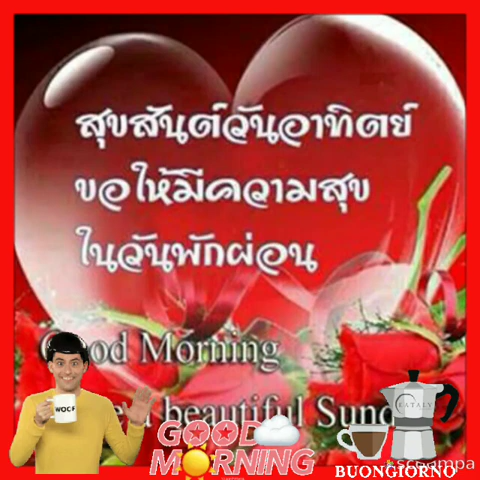 สุขสันต์วันอาทิตย์
ขอให้มีความสุข
ในวันพักผ่อน
Good Morning
a beautiful
WQCF
GOOD
MORNING
EATALY
BUONGIORNO